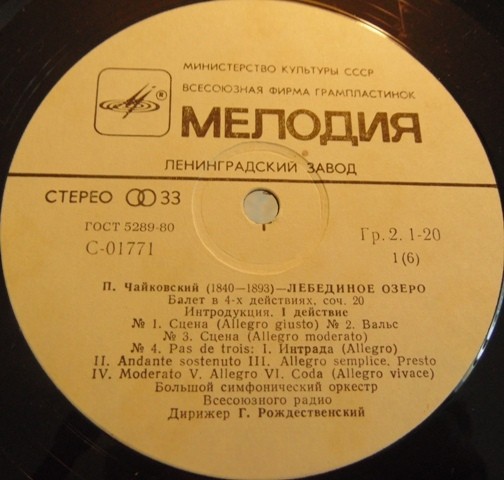 МИНИСТЕРСТВО КУЛЬТУРЫ СССР
ВСЕСОЮЗНАЯ ФИРМА ГРАМПЛАСТИНОК
® МЕЛОДИЯ
ЛЕНИНГРАДСКИЙ ЗАВОД
СТЕРЕО 33
ГОСТ 5289-80
С-01771
Гр. 2. 1-20
1 (6)
П. Чайковский (1840—1893)—ЛЕБЕДИНОЕ ОЗЕРО
Балет в 4-х действиях, соч. 20
Интродукция. I действие
№ 1. Сцена (Allegro giusto) № 2. Вальс
№ 3. Сцена (Allegro moderato)
№ 4. Pas de trois: I. Интрада (Allegro)
II. Andante sostenuto III. Allegro semplice, Presto
IV. Moderato V. Allegro VI. Coda (Allegro vivace)
Большой симфонический оркестр
Всесоюзного радио
Дирижер Г. Рождественский